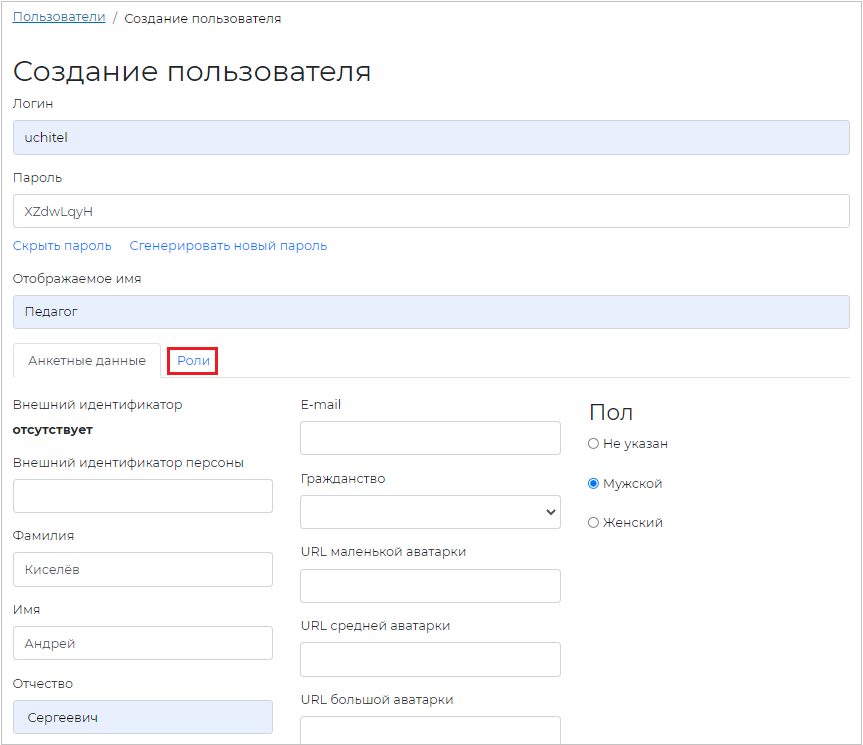 Пользователи / Создание пользователя
Создание пользователя
Логин
uchitel
Пароль
XZdwLqyH
Скрыть пароль Сгенерировать новый пароль
Отображаемое имя
Педагог
Анкетные данные Роли
Внешний идентификатор
отсутствует
Внешний идентификатор персоны
Фамилия
Киселёв
Имя
Андрей
Отчество
Сергеевич
E-mail
Гражданство
URL маленькой аватарки
URL средней аватарки
URL большой аватарки
Пол
Не указан
Мужской
Женский